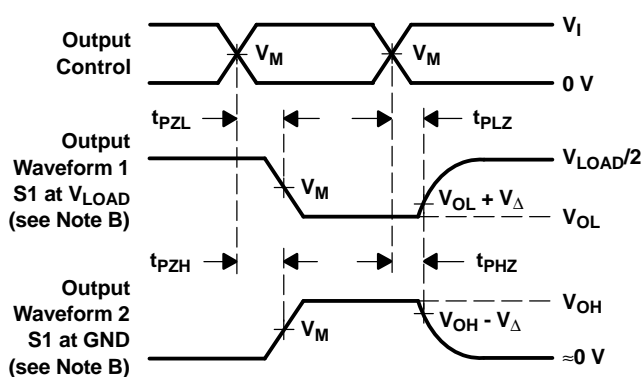 Output
Control
V_I
V_M
V_M
0 V
t_PZL
t_PLZ
Output
Waveform 1
S1 at V_LOAD
(see Note B)
V_LOAD/2
V_M
V_OL + V_Δ
V_OL
t_PZH
t_PHZ
Output
Waveform 2
S1 at GND
(see Note B)
V_OH
V_M
V_OH - V_Δ
≈0 V